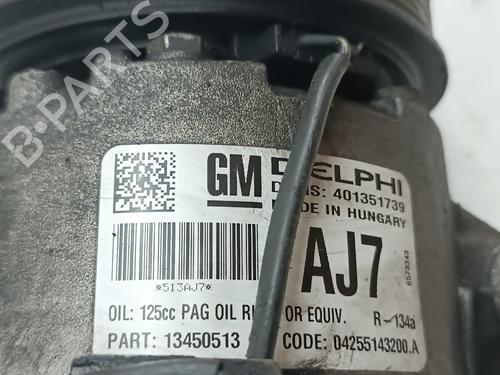 B-PARTS
GM DELPHI
401351739
MADE IN HUNGARY
AJ7
*513AJ7*
6573343
OIL: 125cc PAG OIL OR EQUIV. R-134a
PART: 13450513 CODE: 04255143200.A